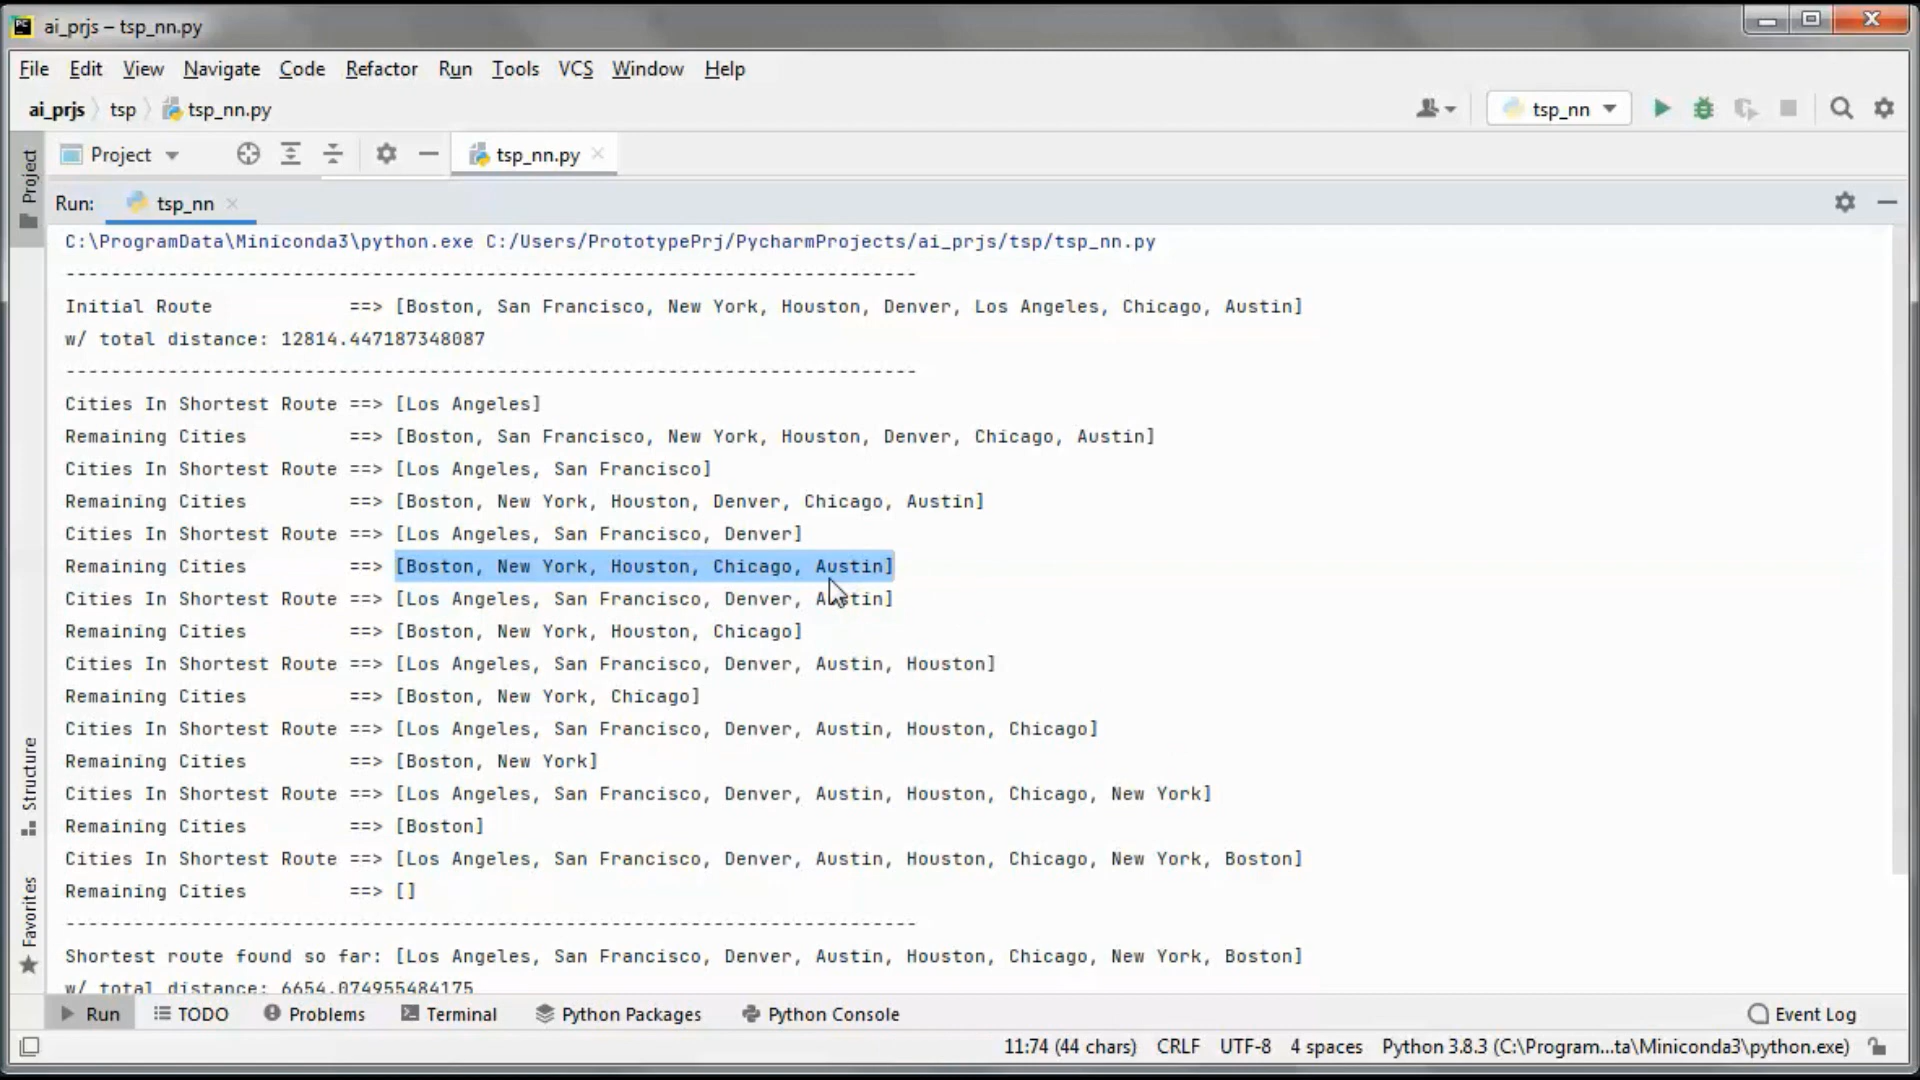 ai_prjs – tsp_nn.py
File Edit View Navigate Code Refactor Run Tools VCS Window Help
ai_prjs tsp tsp_nn.py tsp_nn
Project tsp_nn.py
Project
Run: tsp_nn
C:\ProgramData\Miniconda3\python.exe C:/Users/PrototypePrj/PycharmProjects/ai_prjs/tsp/tsp_nn.py
---------------------------------------------------------------------------
Initial Route            ==> [Boston, San Francisco, New York, Houston, Denver, Los Angeles, Chicago, Austin]
w/ total distance: 12814.447187348087
---------------------------------------------------------------------------
Cities In Shortest Route ==> [Los Angeles]
Remaining Cities         ==> [Boston, San Francisco, New York, Houston, Denver, Chicago, Austin]
Cities In Shortest Route ==> [Los Angeles, San Francisco]
Remaining Cities         ==> [Boston, New York, Houston, Denver, Chicago, Austin]
Cities In Shortest Route ==> [Los Angeles, San Francisco, Denver]
Remaining Cities         ==> [Boston, New York, Houston, Chicago, Austin]
Cities In Shortest Route ==> [Los Angeles, San Francisco, Denver, Austin]
Remaining Cities         ==> [Boston, New York, Houston, Chicago]
Cities In Shortest Route ==> [Los Angeles, San Francisco, Denver, Austin, Houston]
Remaining Cities         ==> [Boston, New York, Chicago]
Cities In Shortest Route ==> [Los Angeles, San Francisco, Denver, Austin, Houston, Chicago]
Remaining Cities         ==> [Boston, New York]
Cities In Shortest Route ==> [Los Angeles, San Francisco, Denver, Austin, Houston, Chicago, New York]
Remaining Cities         ==> [Boston]
Cities In Shortest Route ==> [Los Angeles, San Francisco, Denver, Austin, Houston, Chicago, New York, Boston]
Remaining Cities         ==> []
---------------------------------------------------------------------------
Shortest route found so far: [Los Angeles, San Francisco, Denver, Austin, Houston, Chicago, New York, Boston]
w/ total distance: 6654.074955484175
Structure
Favorites
Run TODO Problems Terminal Python Packages Python Console Event Log
11:74 (44 chars) CRLF UTF-8 4 spaces Python 3.8.3 (C:\Program...ta\Miniconda3\python.exe)